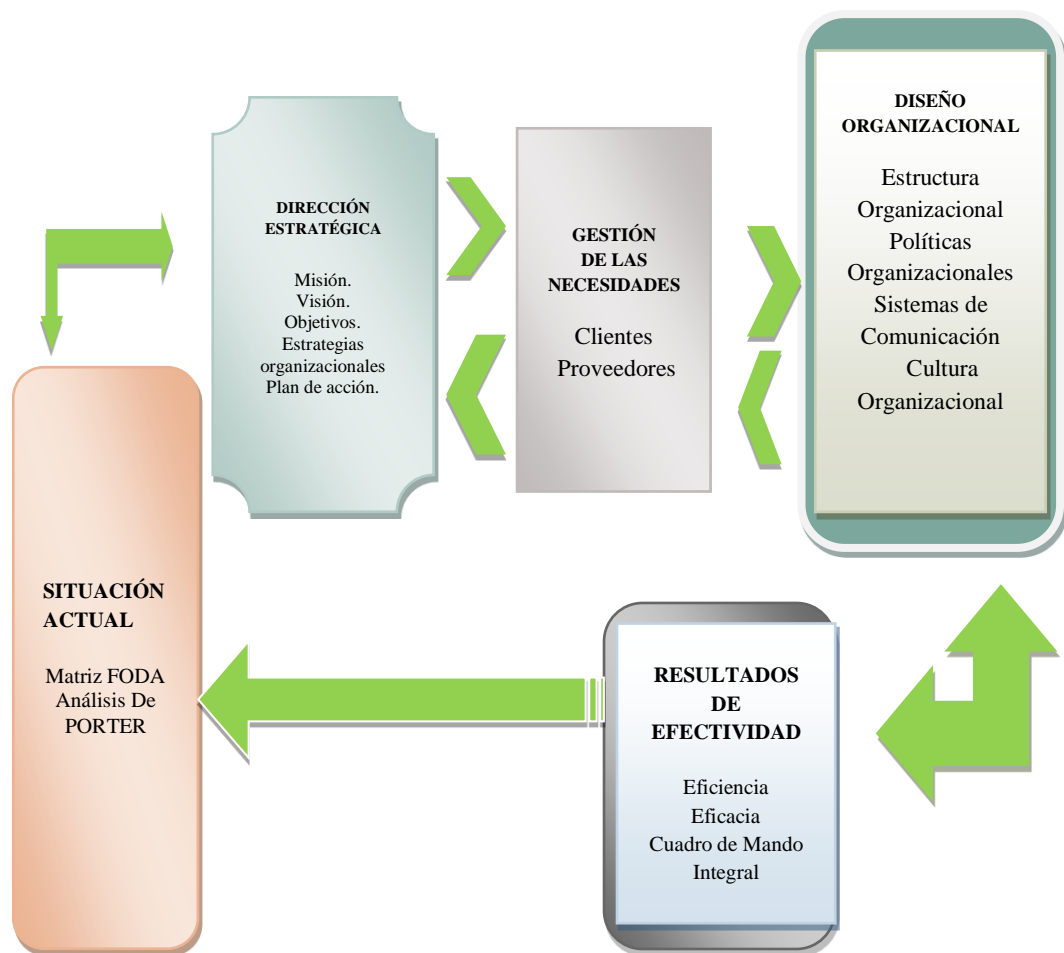 DIRECCIÓN
ESTRATÉGICA
Misión.
Visión.
Objetivos.
Estrategias
organizacionales
Plan de acción.
GESTIÓN
DE LAS
NECESIDADES
Clientes
Proveedores
DISEÑO
ORGANIZACIONAL
Estructura
Organizacional
Políticas
Organizacionales
Sistemas de
Comunicación
Cultura
Organizacional
SITUACIÓN
ACTUAL
Matriz FODA
Análisis De
PORTER
RESULTADOS
DE
EFECTIVIDAD
Eficiencia
Eficacia
Cuadro de Mando
Integral